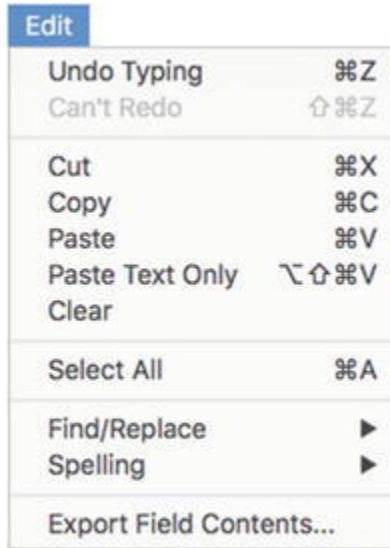 Edit
Undo Typing ⌘Z
Can't Redo ⇧⌘Z
Cut ⌘X
Copy ⌘C
Paste ⌘V
Paste Text Only ⌥⇧⌘V
Clear
Select All ⌘A
Find/Replace ▶
Spelling ▶
Export Field Contents...